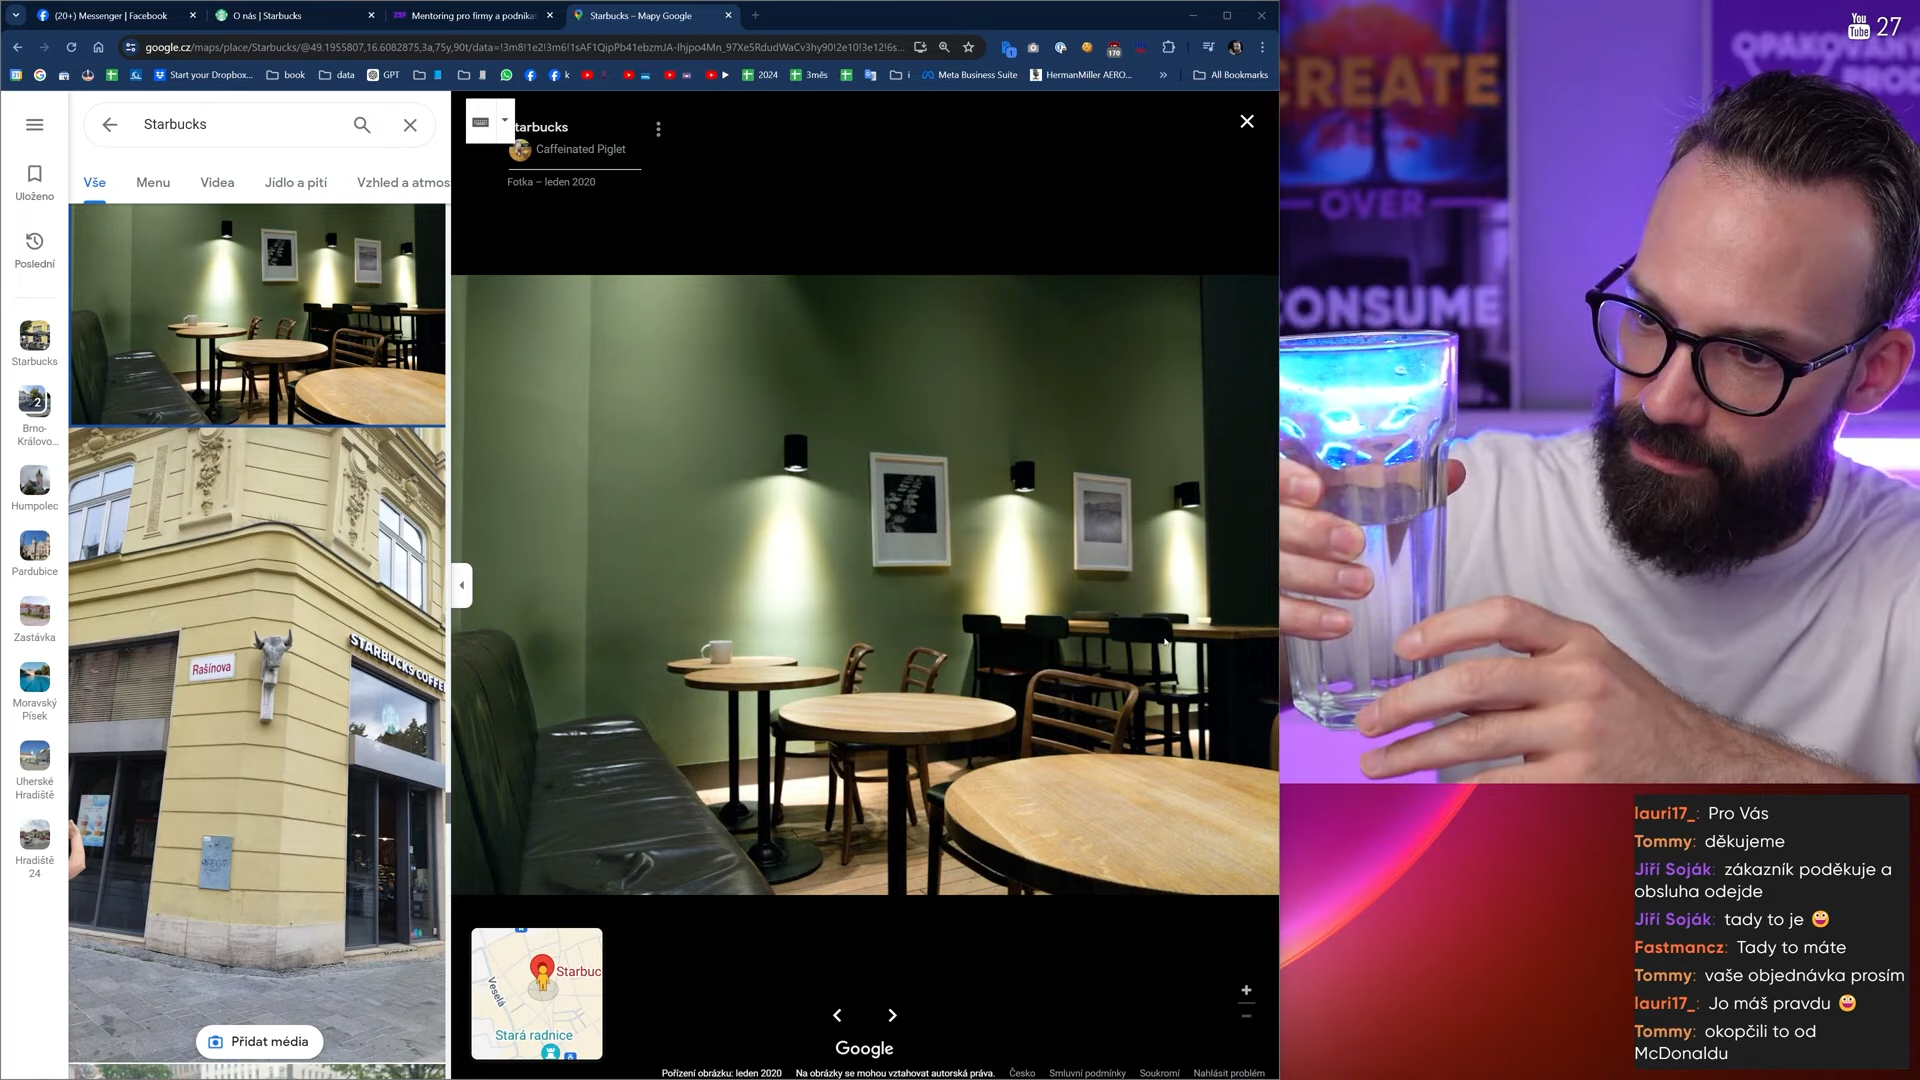 (20+) Messenger | Facebook
O nás | Starbucks
Mentoring pro firmy a podnikat
Starbucks – Mapy Google
google.cz/maps/place/Starbucks/@49.1955807,16.6082875,3a,75y,90t/data=!3m8!1e2!3m6!1sAF1QipPb41ebzmJA-lhjpo4Mn_97Xe5RdudWaCv3hy90!2e10!3e12!6s...
170
Start your Dropbox...
book
data
GPT
k
2024
3měs
i
Meta Business Suite
HermanMiller AERO...
All Bookmarks
Starbucks
Vše
Menu
Videa
Jídlo a pití
Vzhled a atmos
Uloženo
Poslední
Starbucks
2
Brno-
Královo...
Humpolec
Pardubice
Zastávka
Moravský
Písek
Uherské
Hradiště
Hradiště
24
Rašínova
STARBUCKS COFFE
Přidat média
tarbucks
Caffeinated Piglet
Fotka – leden 2020
Starbuc
Veselá
Stará radnice
Google
Pořízení obrázku: leden 2020
Na obrázky se mohou vztahovat autorská práva.
Česko
Smluvní podmínky
Soukromí
Nahlásit problém
You
Tube
27
CREATE
OVER
CONSUME
OPAKOVAN
PROD
lauri17_: Pro Vás
Tommy: děkujeme
Jiří Soják: zákazník poděkuje a
obsluha odejde
Jiří Soják: tady to je 😀
Fastmancz: Tady to máte
Tommy: vaše objednávka prosím
lauri17_: Jo máš pravdu 😀
Tommy: okopčili to od
McDonaldu